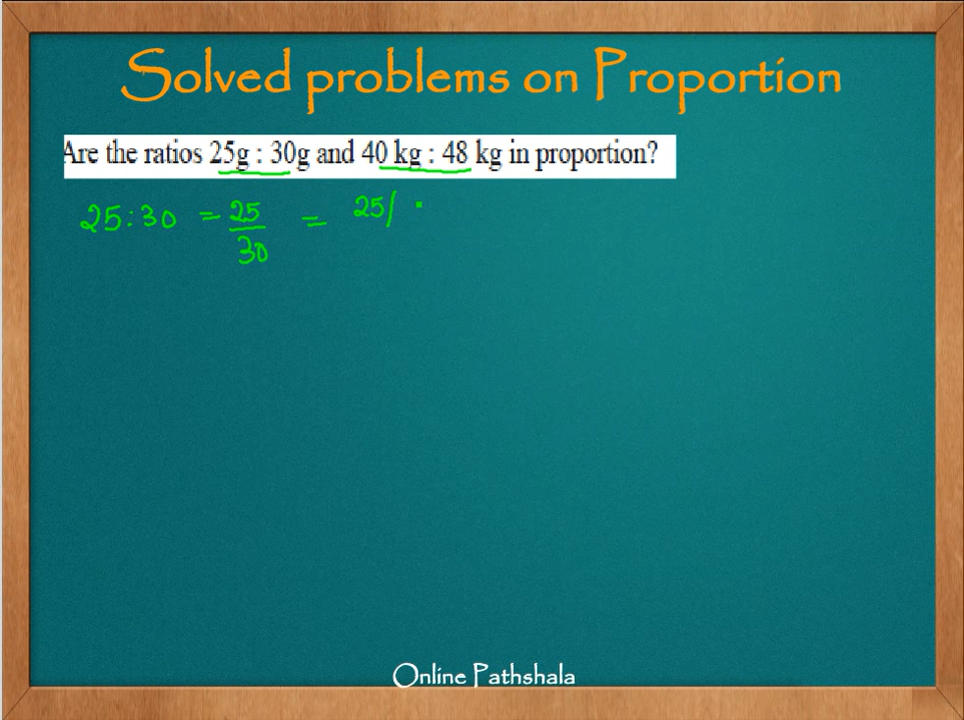 Solved problems on Proportion
Are the ratios 25g : 30g and 40 kg : 48 kg in proportion?
25:30 = 25/30 = 25/
Online Pathshala